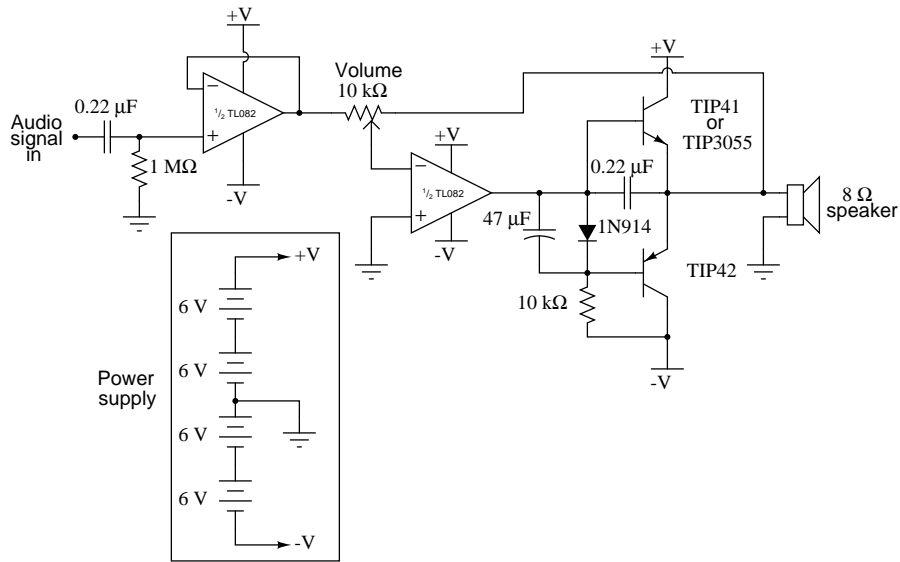 +V
Volume
10 kΩ
+V
0.22 µF
½ TL082
TIP41
or
TIP3055
Audio
signal
in
−
+
1 MΩ
+V
0.22 µF
-V
−
+
½ TL082
8 Ω
speaker
47 µF
1N914
-V
TIP42
+V
10 kΩ
6 V
6 V
Power
supply
-V
6 V
6 V
-V